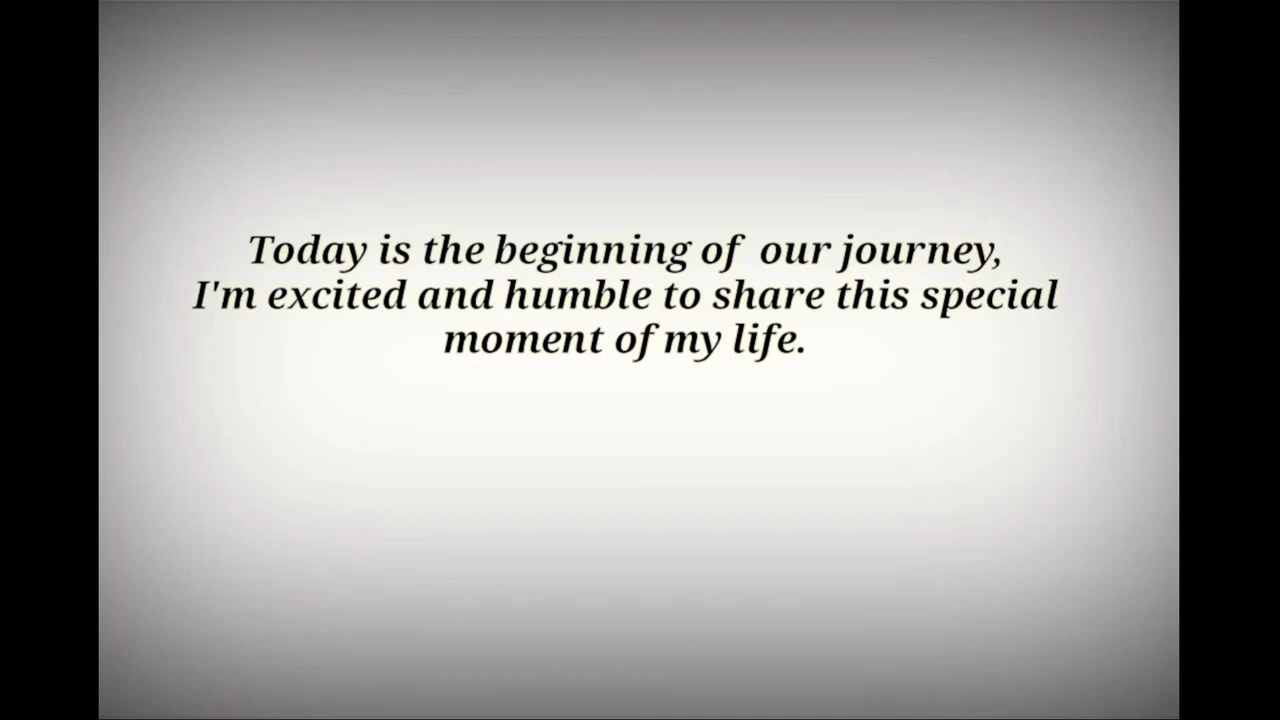 Today is the beginning of our journey,
I'm excited and humble to share this special
moment of my life.